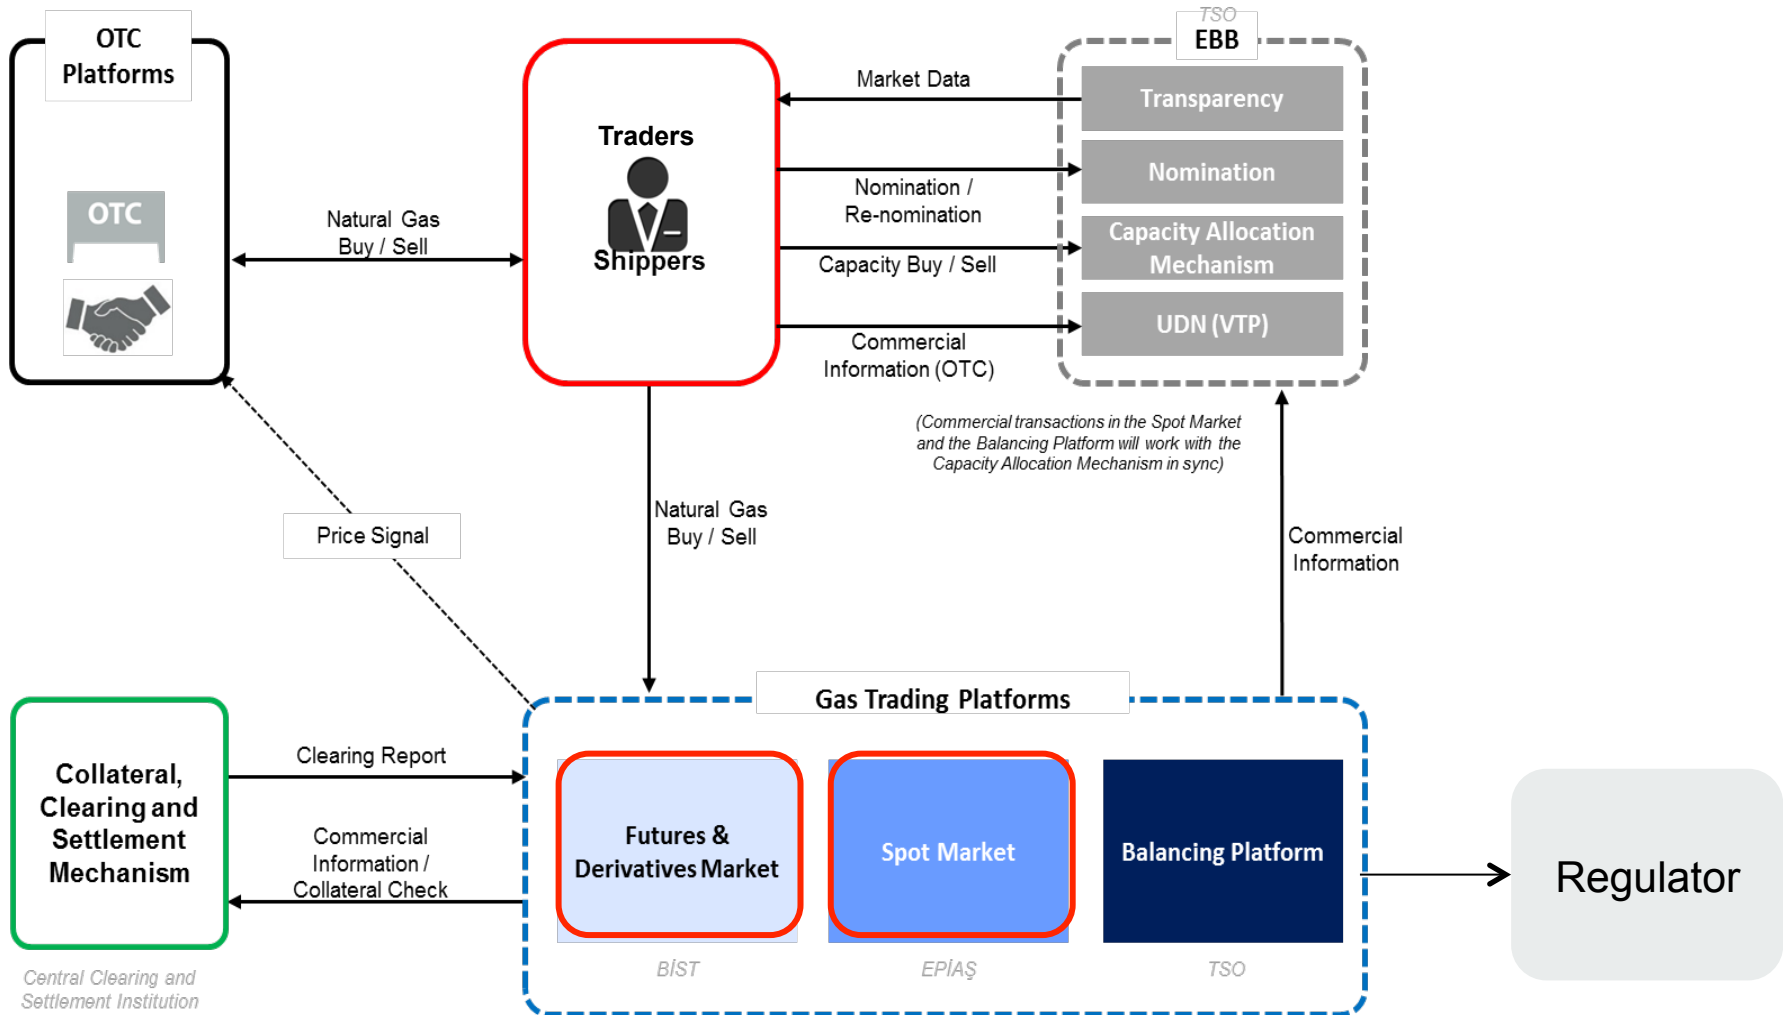 OTC
Platforms
OTC
Natural Gas
Buy / Sell
Traders
Shippers
Market Data
Nomination /
Re-nomination
Capacity Buy / Sell
Commercial
Information (OTC)
TSO
EBB
Transparency
Nomination
Capacity Allocation
Mechanism
UDN (VTP)
(Commercial transactions in the Spot Market
and the Balancing Platform will work with the
Capacity Allocation Mechanism in sync)
Price Signal
Natural Gas
Buy / Sell
Commercial
Information
Collateral,
Clearing and
Settlement
Mechanism
Central Clearing and
Settlement Institution
Clearing Report
Commercial
Information /
Collateral Check
Gas Trading Platforms
Futures &
Derivatives Market
Spot Market
Balancing Platform
BİST
EPİAŞ
TSO
Regulator